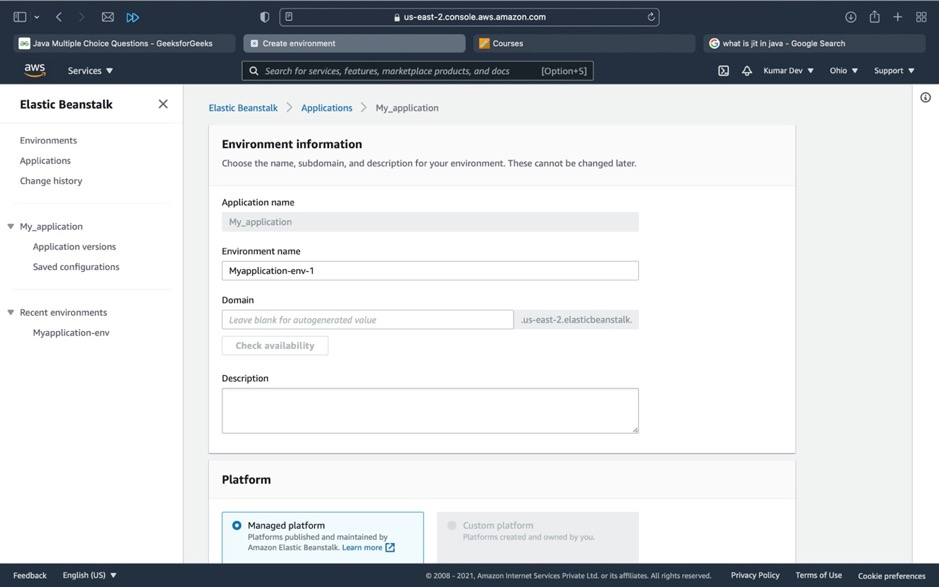 us-east-2.console.aws.amazon.com
Java Multiple Choice Questions - GeeksforGeeks
Create environment
Courses
what is jit in java - Google Search
aws
Services
Search for services, features, marketplace products, and docs
[Option+S]
Kumar Dev
Ohio
Support
Elastic Beanstalk
Environments
Applications
Change history
My_application
Application versions
Saved configurations
Recent environments
Myapplication-env
Elastic Beanstalk
Applications
My_application
Environment information
Choose the name, subdomain, and description for your environment. These cannot be changed later.
Application name
My_application
Environment name
Myapplication-env-1
Domain
Leave blank for autogenerated value
.us-east-2.elasticbeanstalk.
Check availability
Description
Platform
Managed platform
Platforms published and maintained by
Amazon Elastic Beanstalk. Learn more
Custom platform
Platforms created and owned by you.
Feedback
English (US)
© 2008 - 2021, Amazon Internet Services Private Ltd. or its affiliates. All rights reserved.
Privacy Policy
Terms of Use
Cookie preferences